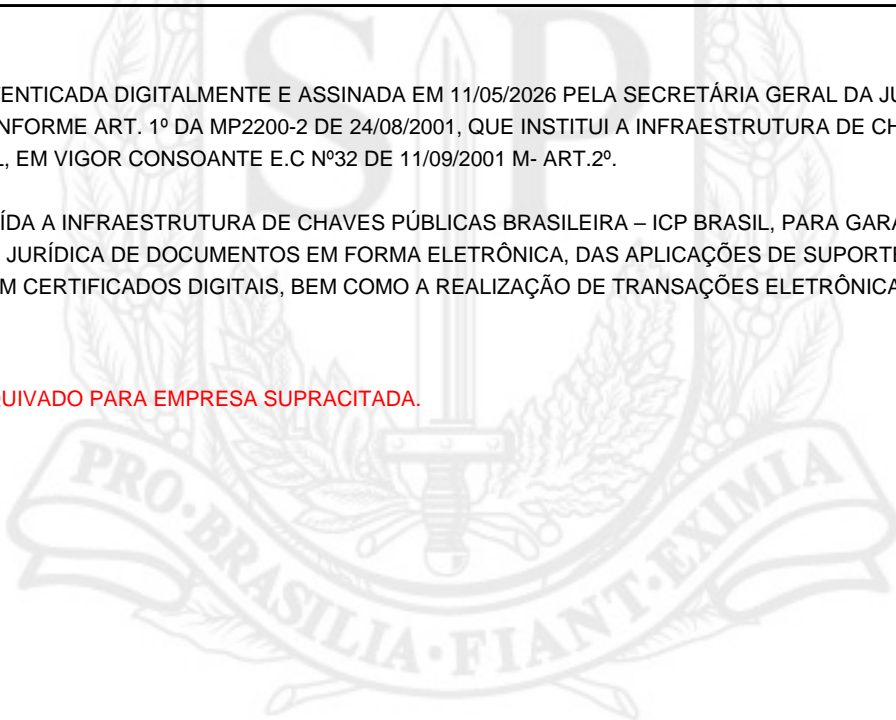 ENTICADA DIGITALMENTE E ASSINADA EM 11/05/2026 PELA SECRETÁRIA GERAL DA JU
NFORME ART. 1º DA MP2200-2 DE 24/08/2001, QUE INSTITUI A INFRAESTRUTURA DE CH
L, EM VIGOR CONSOANTE E.C Nº32 DE 11/09/2001 M- ART.2º.
ÍDA A INFRAESTRUTURA DE CHAVES PÚBLICAS BRASILEIRA – ICP BRASIL, PARA GARA
JURÍDICA DE DOCUMENTOS EM FORMA ELETRÔNICA, DAS APLICAÇÕES DE SUPORTE
M CERTIFICADOS DIGITAIS, BEM COMO A REALIZAÇÃO DE TRANSAÇÕES ELETRÔNICA
UIVADO PARA EMPRESA SUPRACITADA.
SP
PRO·BRASILIA·FIANT·EXIMIA